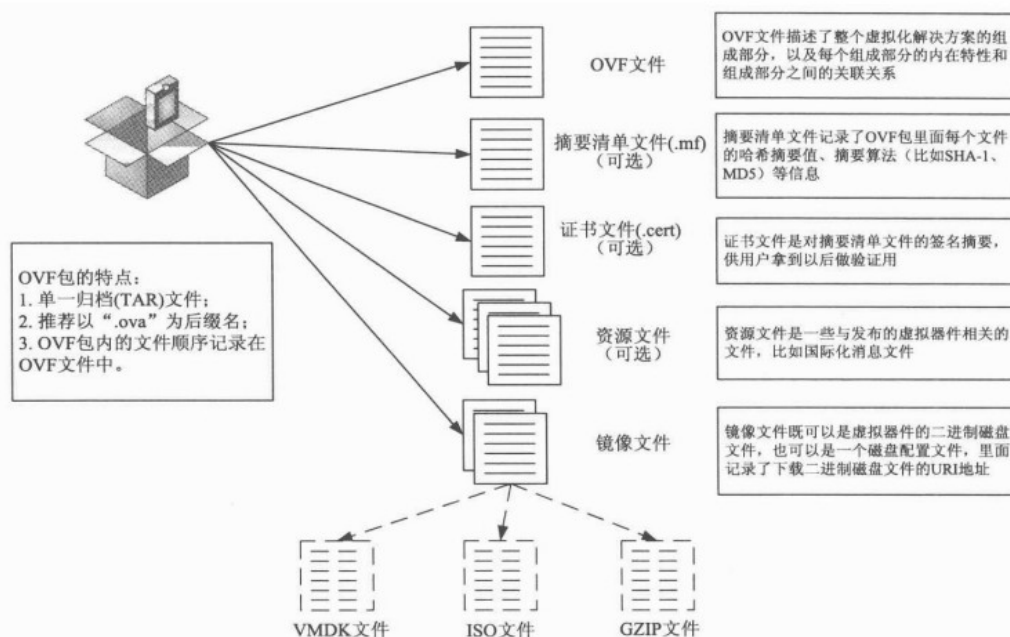 OVF文件
OVF文件描述了整个虚拟化解决方案的组
成部分，以及每个组成部分的内在特性和
组成部分之间的关联关系
摘要清单文件(.mf)
（可选）
摘要清单文件记录了OVF包里面每个文件
的哈希摘要值、摘要算法（比如SHA-1、
MD5）等信息
证书文件(.cert)
（可选）
证书文件是对摘要清单文件的签名摘要，
供用户拿到以后做验证用
OVF包的特点：
1. 单一归档(TAR)文件；
2. 推荐以“.ova”为后缀名；
3. OVF包内的文件顺序记录在
OVF文件中。
资源文件
（可选）
资源文件是一些与发布的虚拟器件相关的
文件，比如国际化消息文件
镜像文件
镜像文件既可以是虚拟器件的二进制磁盘
文件，也可以是一个磁盘配置文件，里面
记录了下载二进制磁盘文件的URI地址
VMDK文件
ISO文件
GZIP文件